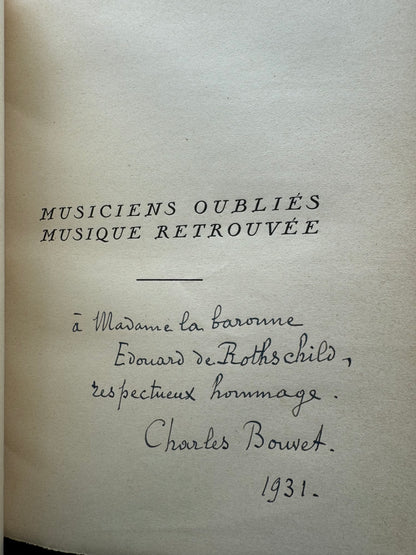 MUSICIENS OUBLIÉS
MUSIQUE RETROUVÉE
à Madame la baronne
Edouard de Rothschild,
respectueux hommage.
Charles Bouvet.
1931.